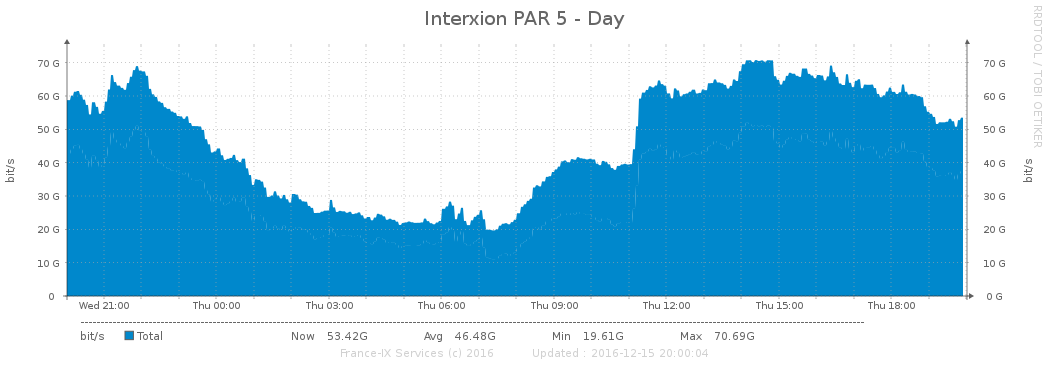 Interxion PAR 5 - Day
RRDTOOL / TOBI OETIKER
70 G 70 G
60 G 60 G
50 G 50 G
40 G 40 G
30 G 30 G
20 G 20 G
10 G 10 G
0 0 G
bit/s
bit/s
Wed 21:00 Thu 00:00 Thu 03:00 Thu 06:00 Thu 09:00 Thu 12:00 Thu 15:00 Thu 18:00
bit/s Total Now 53.42G Avg 46.48G Min 19.61G Max 70.69G
France-IX Services (c) 2016 Updated : 2016-12-15 20:00:04